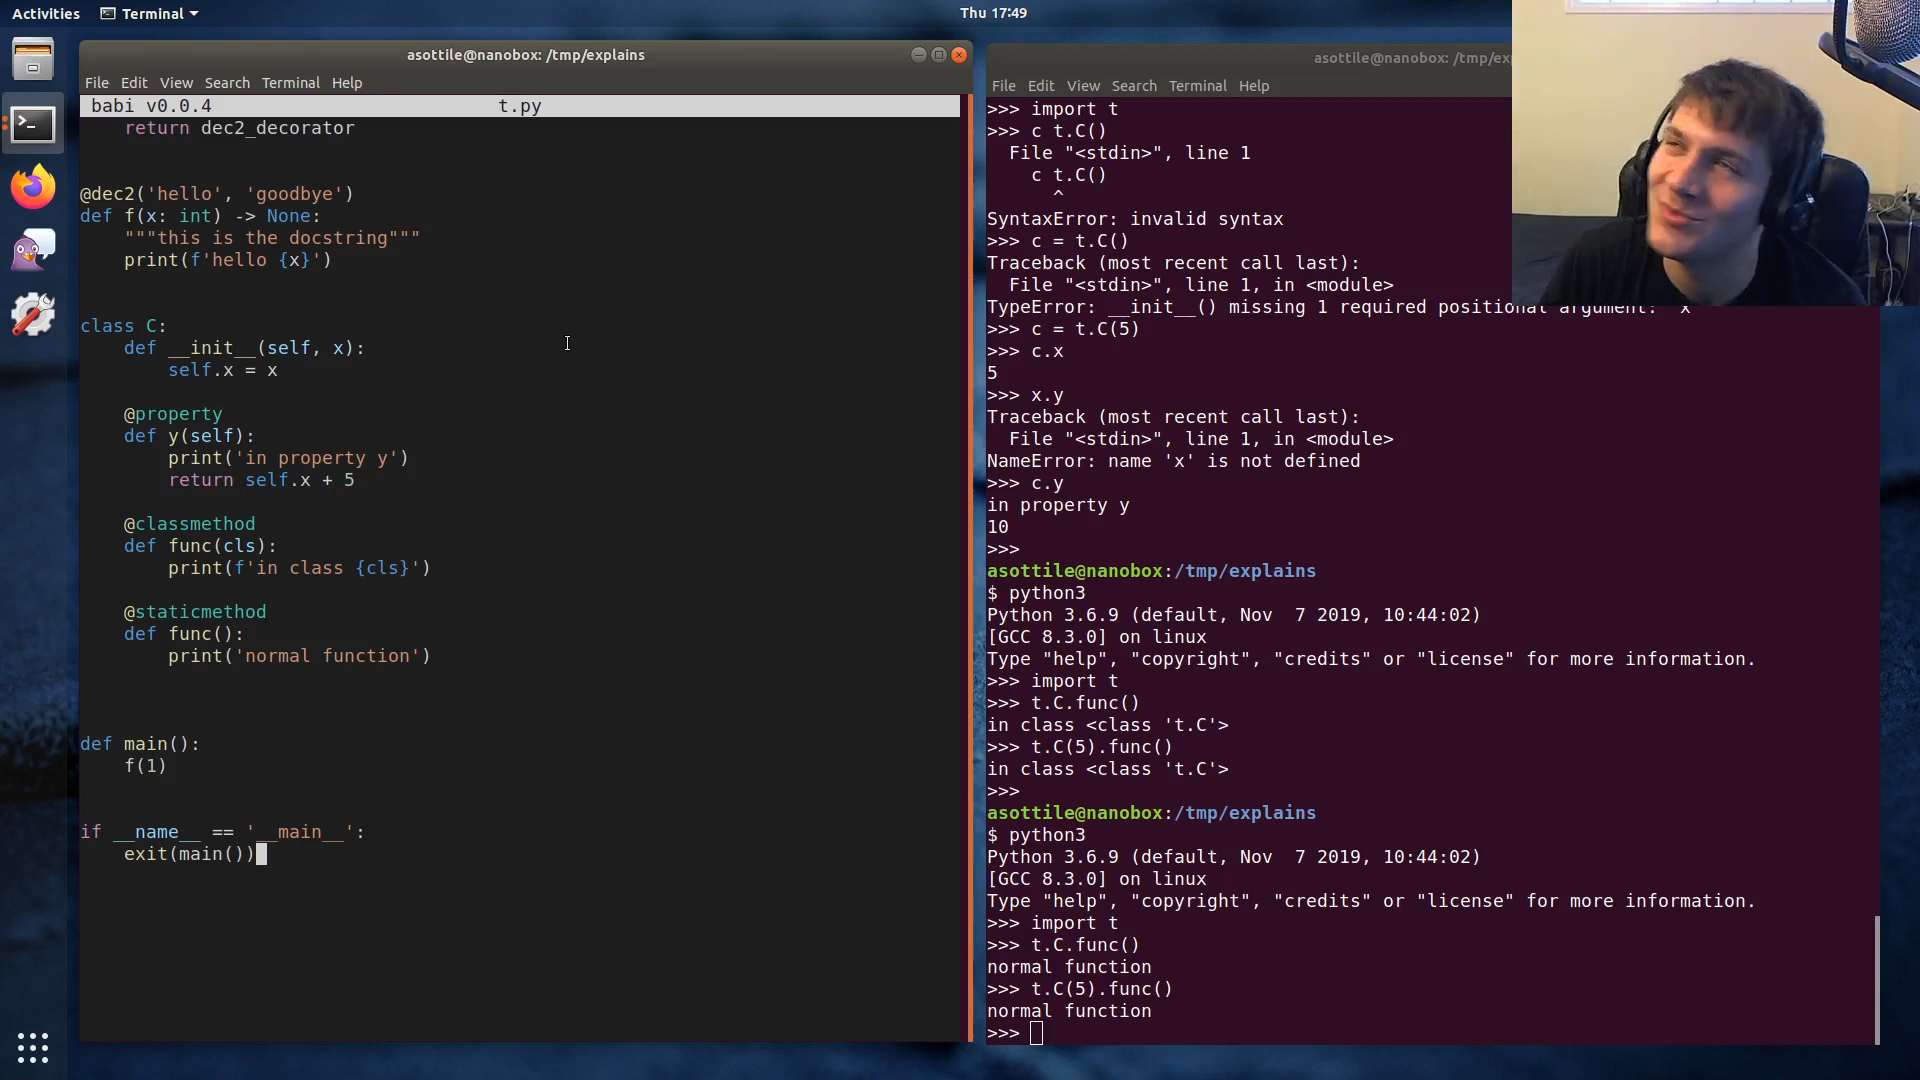 Activities
Terminal
Thu 17:49
asottile@nanobox: /tmp/explains
File Edit View Search Terminal Help
babi v0.0.4 t.py
    return dec2_decorator
@dec2('hello', 'goodbye')
def f(x: int) -> None:
    """this is the docstring"""
    print(f'hello {x}')
class C:
    def __init__(self, x):
        self.x = x
    @property
    def y(self):
        print('in property y')
        return self.x + 5
    @classmethod
    def func(cls):
        print(f'in class {cls}')
    @staticmethod
    def func():
        print('normal function')
def main():
    f(1)
if __name__ == '__main__':
    exit(main())
asottile@nanobox: /tmp/ex
File Edit View Search Terminal Help
>>> import t
>>> c t.C()
  File "<stdin>", line 1
    c t.C()
      ^
SyntaxError: invalid syntax
>>> c = t.C()
Traceback (most recent call last):
  File "<stdin>", line 1, in <module>
TypeError: __init__() missing 1 required positional argument: 'x'
>>> c = t.C(5)
>>> c.x
5
>>> x.y
Traceback (most recent call last):
  File "<stdin>", line 1, in <module>
NameError: name 'x' is not defined
>>> c.y
in property y
10
>>>
asottile@nanobox:/tmp/explains
$ python3
Python 3.6.9 (default, Nov  7 2019, 10:44:02)
[GCC 8.3.0] on linux
Type "help", "copyright", "credits" or "license" for more information.
>>> import t
>>> t.C.func()
in class <class 't.C'>
>>> t.C(5).func()
in class <class 't.C'>
>>>
asottile@nanobox:/tmp/explains
$ python3
Python 3.6.9 (default, Nov  7 2019, 10:44:02)
[GCC 8.3.0] on linux
Type "help", "copyright", "credits" or "license" for more information.
>>> import t
>>> t.C.func()
normal function
>>> t.C(5).func()
normal function
>>>